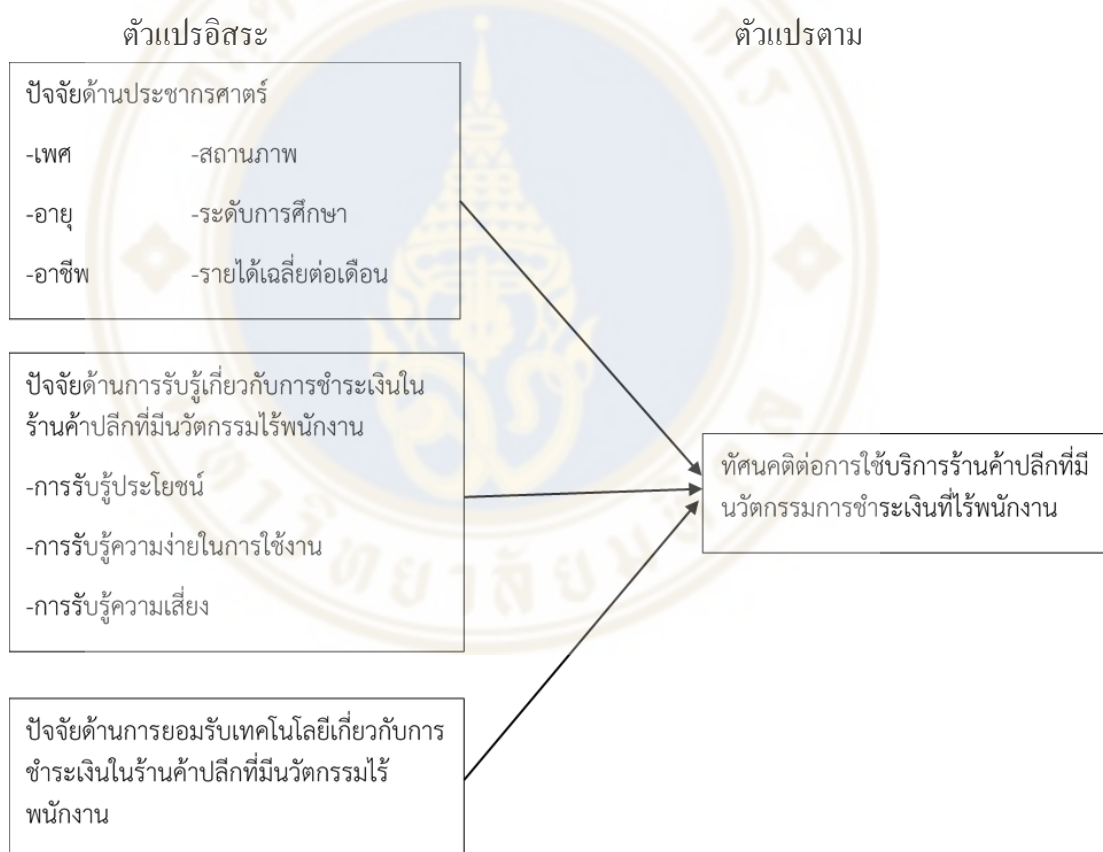 ตัวแปรอิสระ
ตัวแปรตาม
ปัจจัยด้านประชากรศาตร์
-เพศ -สถานภาพ
-อายุ -ระดับการศึกษา
-อาชีพ -รายได้เฉลี่ยต่อเดือน
ปัจจัยด้านการรับรู้เกี่ยวกับการชำระเงินใน
ร้านค้าปลีกที่มีนวัตกรรมไร้พนักงาน
-การรับรู้ประโยชน์
-การรับรู้ความง่ายในการใช้งาน
-การรับรู้ความเสี่ยง
ปัจจัยด้านการยอมรับเทคโนโลยีเกี่ยวกับการ
ชำระเงินในร้านค้าปลีกที่มีนวัตกรรมไร้
พนักงาน
ทัศนคติต่อการใช้บริการร้านค้าปลีกที่มี
นวัตกรรมการชำระเงินที่ไร้พนักงาน